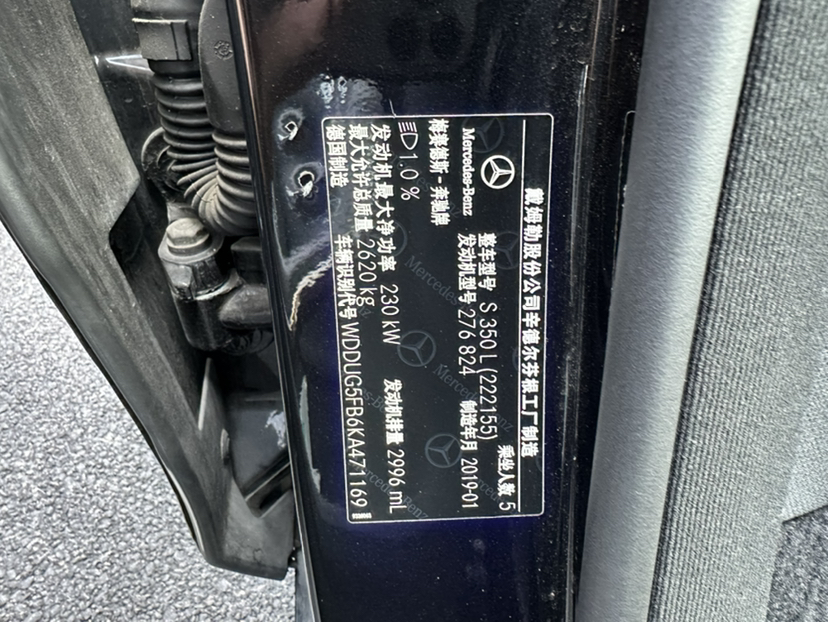 戴姆勒股份公司辛德尔芬根工厂制造
Mercedes-Benz
整车型号 S 350 L (222155) 乘坐人数 5
发动机型号 276 824 制造年月 2019-01
梅赛德斯-奔驰牌
1.0 %
发动机最大净功率 230 kW 发动机排量 2996 mL
最大允许总质量 2620 kg
德国制造 车辆识别代号 WDDUG5FB6KA471169